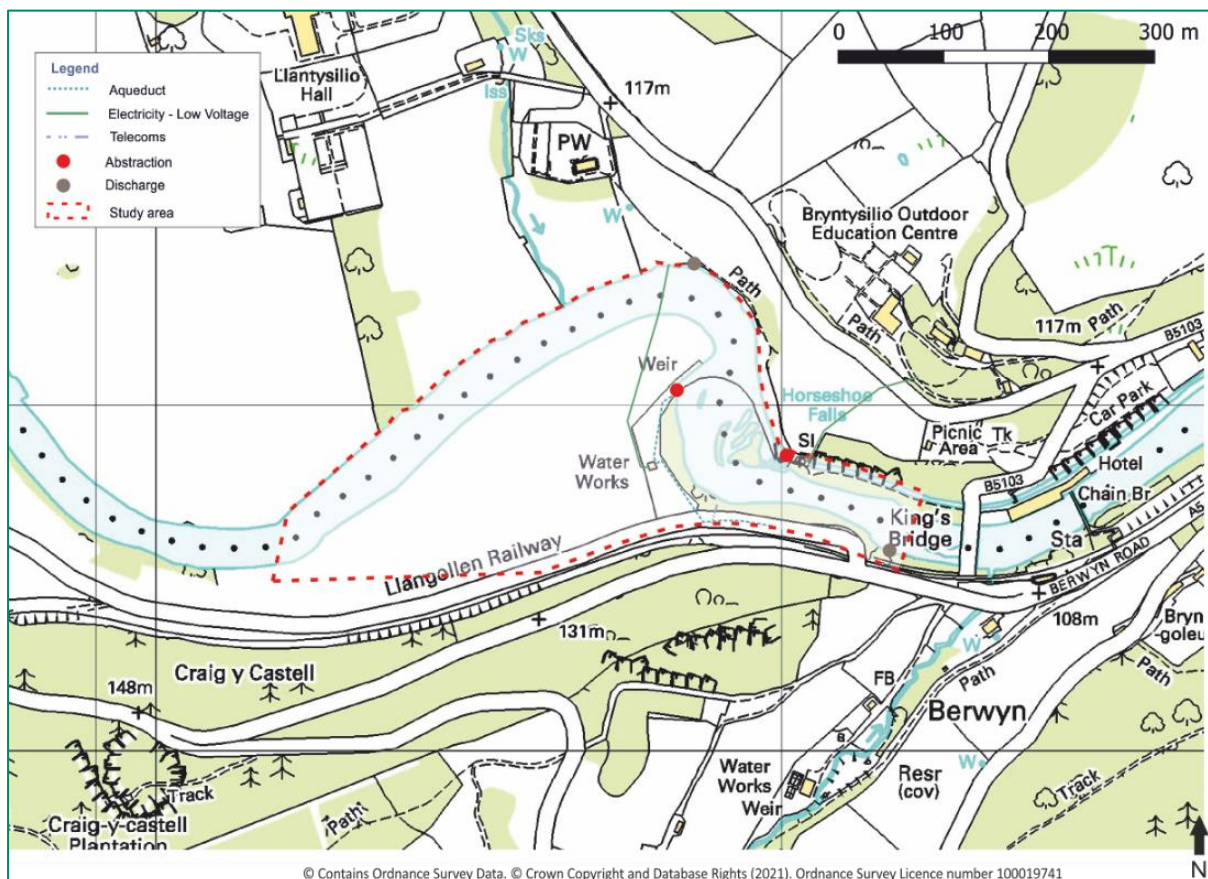 0 100 200 300 m
Legend
Aqueduct
Electricity - Low Voltage
Telecoms
Abstraction
Discharge
Study area
Llantysilio
Hall
Sks
W
Iss
117m
PW
W
Bryntysilio Outdoor
Education Centre
Path
Path
117m
Path
B5103
Weir
Horseshoe
Falls
Car Park
Picnic
Area
Tk
Sl
Hotel
B5103
Water
Works
King's
Bridge
Chain Br
Sta
A5
Llangollen Railway
BERWYN ROAD
131m
108m
Bryn
-goleu
W
Craig y Castell
148m
FB
Path
Path
Berwyn
Water
Works
Weir
Resr
(cov)
W
Track
Track
Path
Craig-y-castell
Plantation
N
© Contains Ordnance Survey Data. © Crown Copyright and Database Rights (2021). Ordnance Survey Licence number 100019741